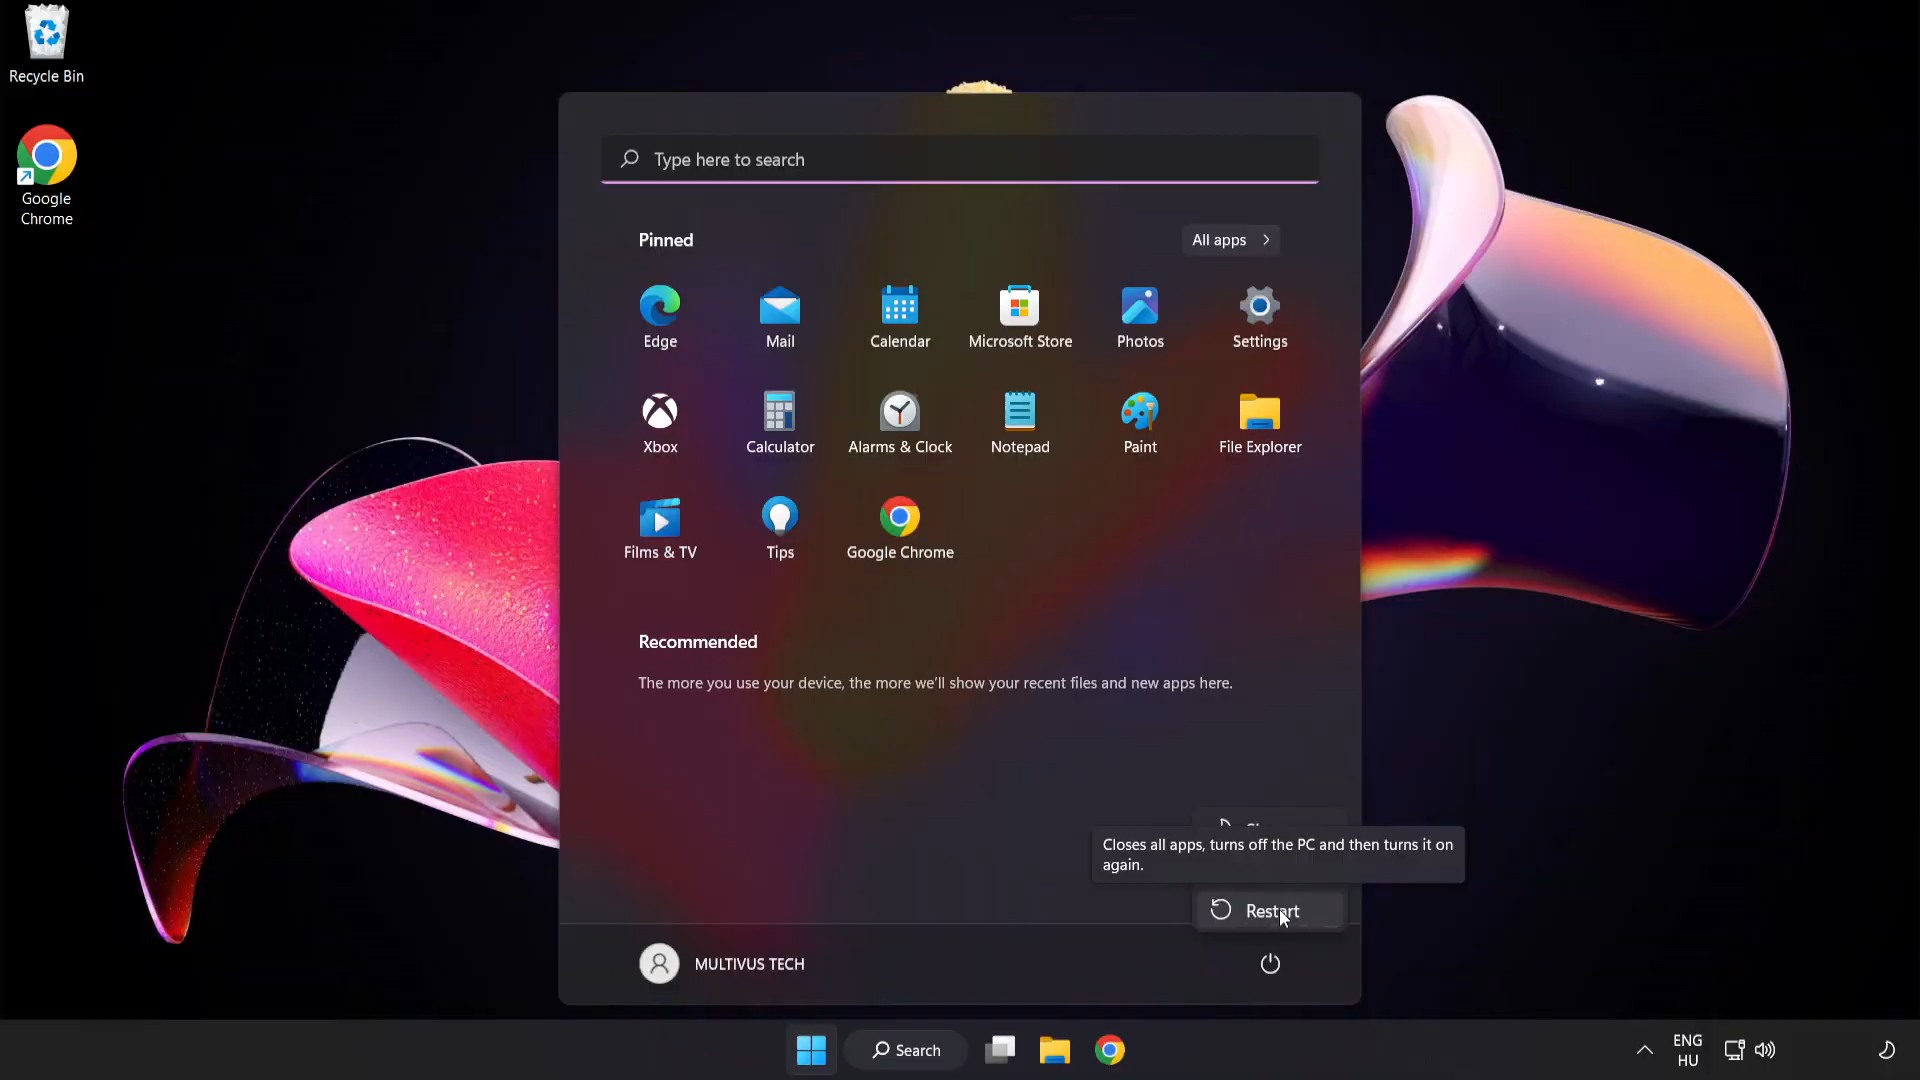 Recycle Bin
Google
Chrome
Type here to search
Pinned
All apps
Edge
Mail
Calendar
Microsoft Store
Photos
Settings
Xbox
Calculator
Alarms & Clock
Notepad
Paint
File Explorer
Films & TV
Tips
Google Chrome
Recommended
The more you use your device, the more we'll show your recent files and new apps here.
Closes all apps, turns off the PC and then turns it on
again.
Restart
MULTIVUS TECH
Search
ENG
HU